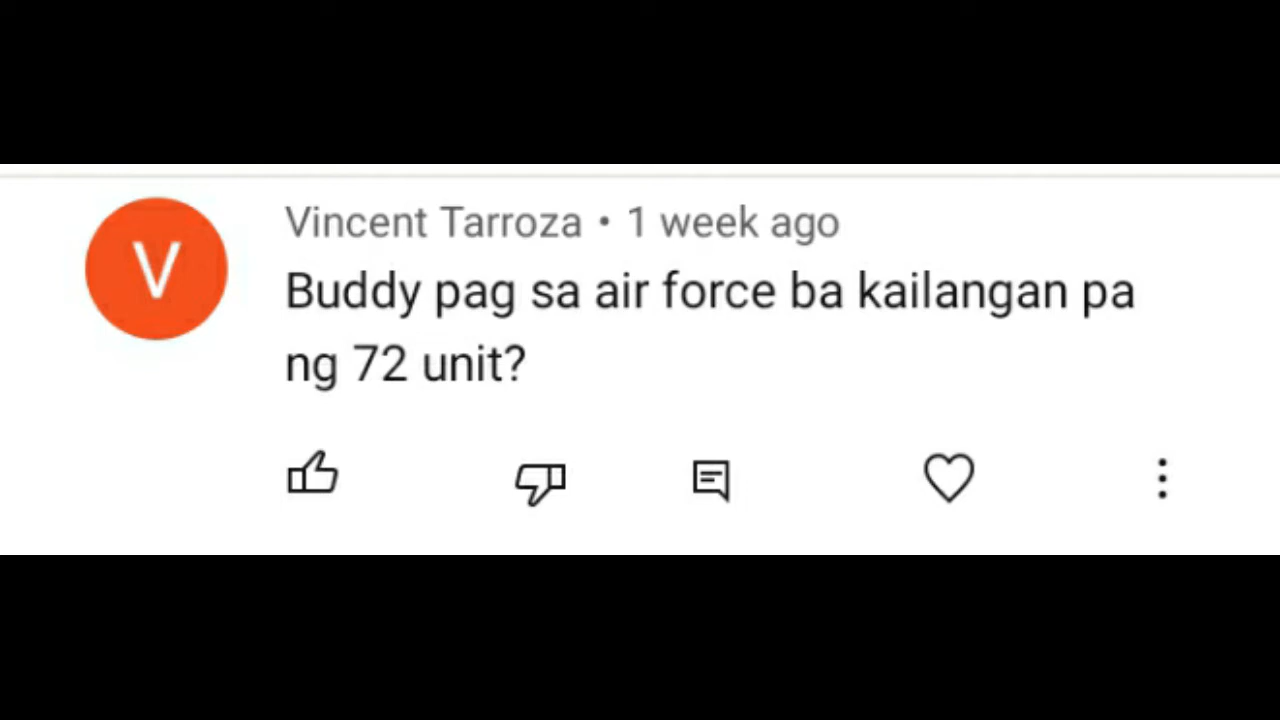 V
Vincent Tarroza • 1 week ago
Buddy pag sa air force ba kailangan pa
ng 72 unit?